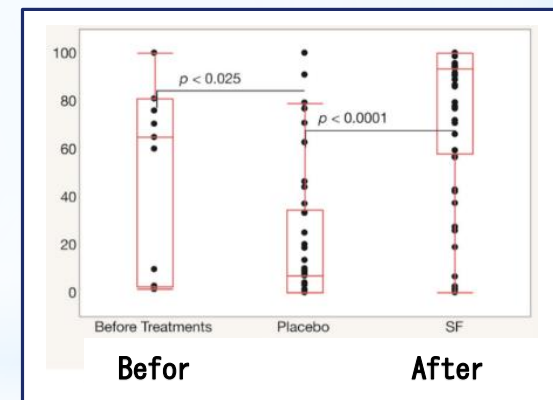 100
p < 0.025
80
p < 0.0001
60
40
20
0
Before Treatments Placebo SF
Befor After